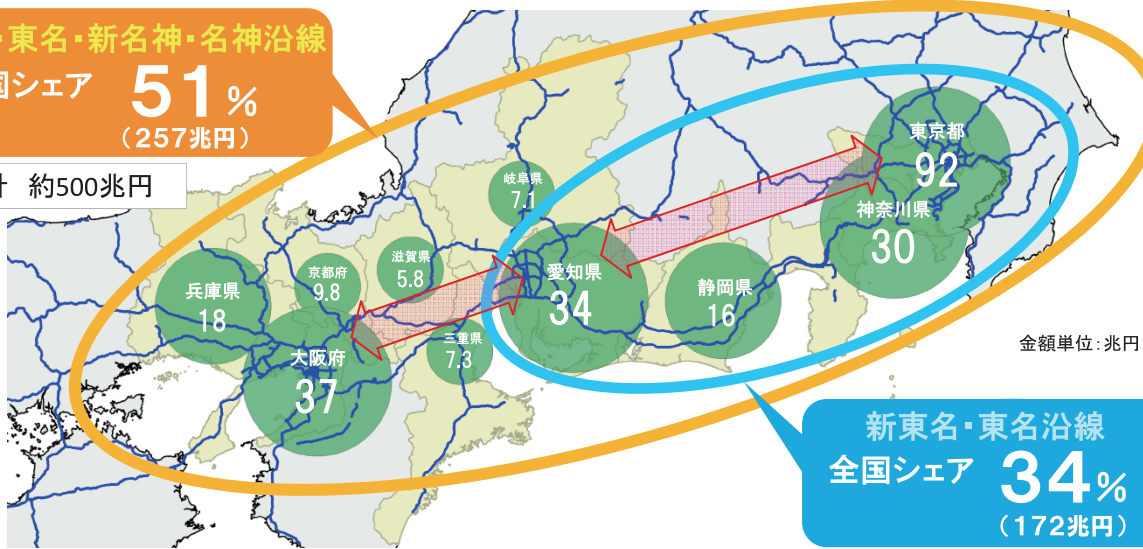 ・東名・新名神・名神沿線
国シェア 51%
(257兆円)
計 約500兆円
東京都
92
神奈川県
30
岐阜県
7.1
滋賀県
5.8
京都府
9.8
兵庫県
18
愛知県
34
静岡県
16
三重県
7.3
大阪府
37
金額単位:兆円
新東名・東名沿線
全国シェア 34%
(172兆円)